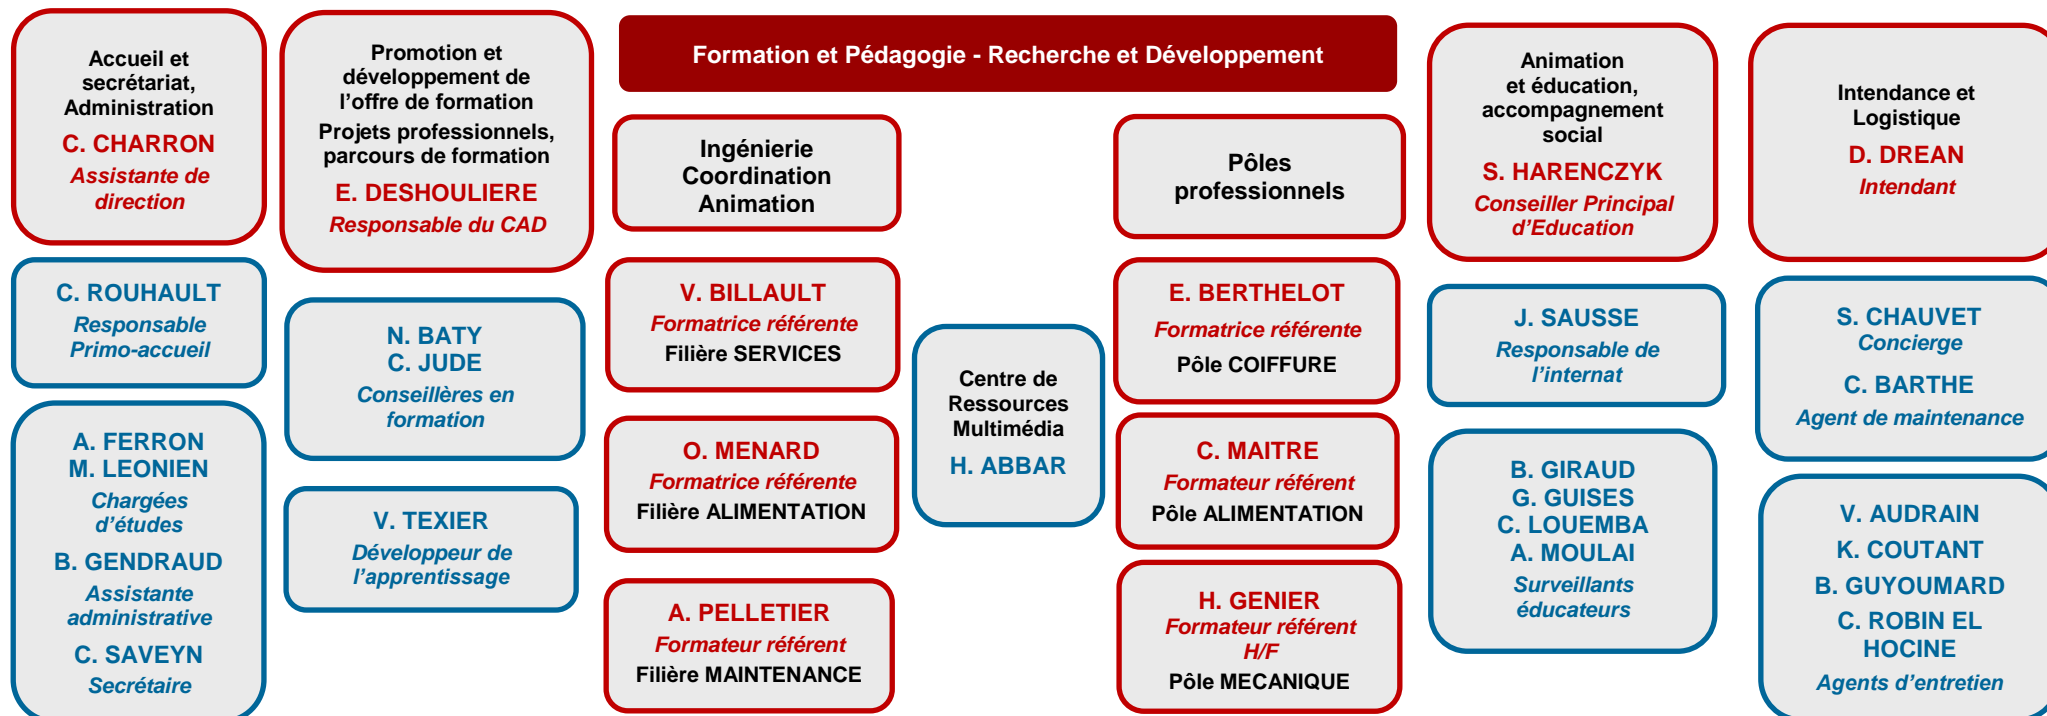 Accueil et
secrétariat,
Administration
C. CHARRON
Assistante de
direction
C. ROUHAULT
Responsable
Primo-accueil
A. FERRON
M. LEONIEN
Chargées
d’études
B. GENDRAUD
Assistante
administrative
C. SAVEYN
Secrétaire
Promotion et
développement de
l’offre de formation
Projets professionnels,
parcours de formation
E. DESHOULIERE
Responsable du CAD
N. BATY
C. JUDE
Conseillères en
formation
V. TEXIER
Développeur de
l’apprentissage
Formation et Pédagogie - Recherche et Développement
Ingénierie
Coordination
Animation
V. BILLAULT
Formatrice référente
Filière SERVICES
O. MENARD
Formatrice référente
Filière ALIMENTATION
A. PELLETIER
Formateur référent
Filière MAINTENANCE
Centre de
Ressources
Multimédia
H. ABBAR
Pôles
professionnels
E. BERTHELOT
Formatrice référente
Pôle COIFFURE
C. MAITRE
Formateur référent
Pôle ALIMENTATION
H. GENIER
Formateur référent
H/F
Pôle MECANIQUE
Animation
et éducation,
accompagnement
social
S. HARENCZYK
Conseiller Principal
d’Education
J. SAUSSE
Responsable de
l’internat
B. GIRAUD
G. GUISES
C. LOUEMBA
A. MOULAI
Surveillants
éducateurs
Intendance et
Logistique
D. DREAN
Intendant
S. CHAUVET
Concierge
C. BARTHE
Agent de maintenance
V. AUDRAIN
K. COUTANT
B. GUYOUMARD
C. ROBIN EL
HOCINE
Agents d’entretien